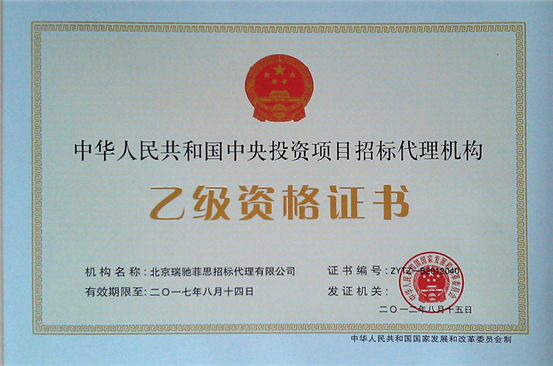 中华人民共和国中央投资项目招标代理机构
乙级资格证书
机构名称：北京瑞驰菲思招标代理有限公司
证书编号：ZYTZ-B2012040
有效期限至：二〇一七年八月十四日
发证机关：
二〇一二年八月十五日
中华人民共和国国家发展和改革委员会制